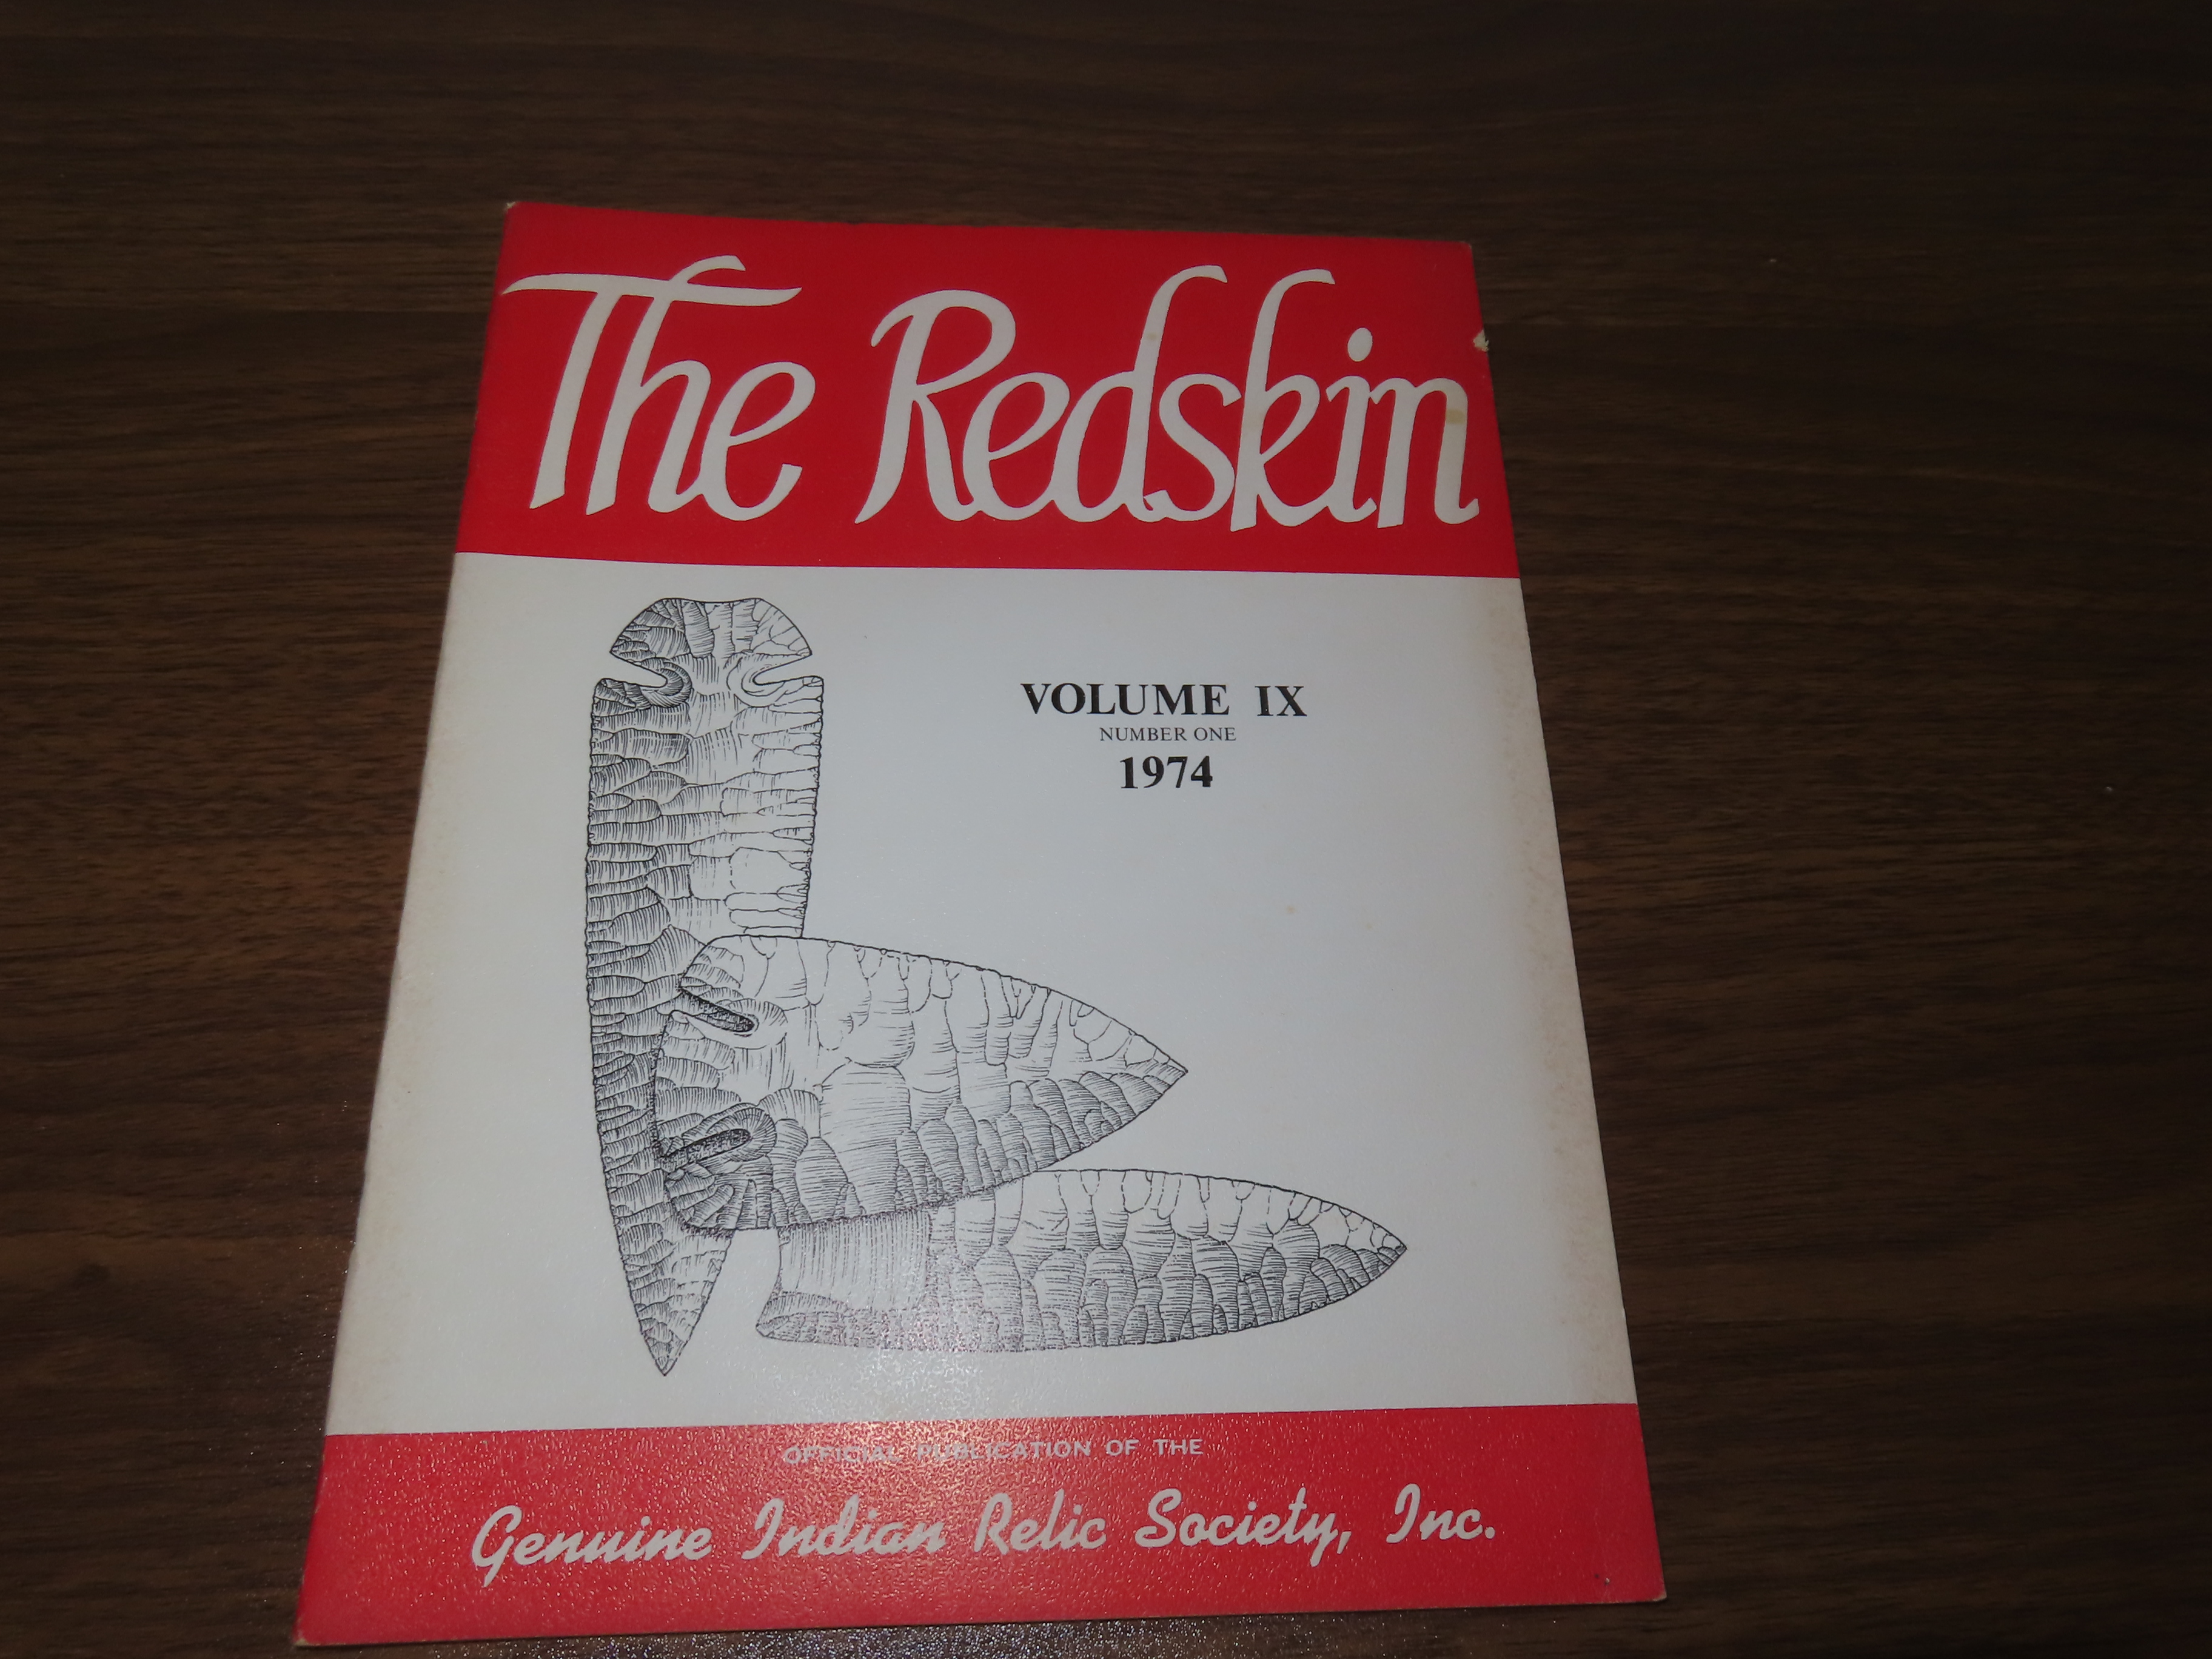 The Redskin
VOLUME IX
NUMBER ONE
1974
OFFICIAL PUBLICATION OF THE
Genuine Indian Relic Society, Inc.